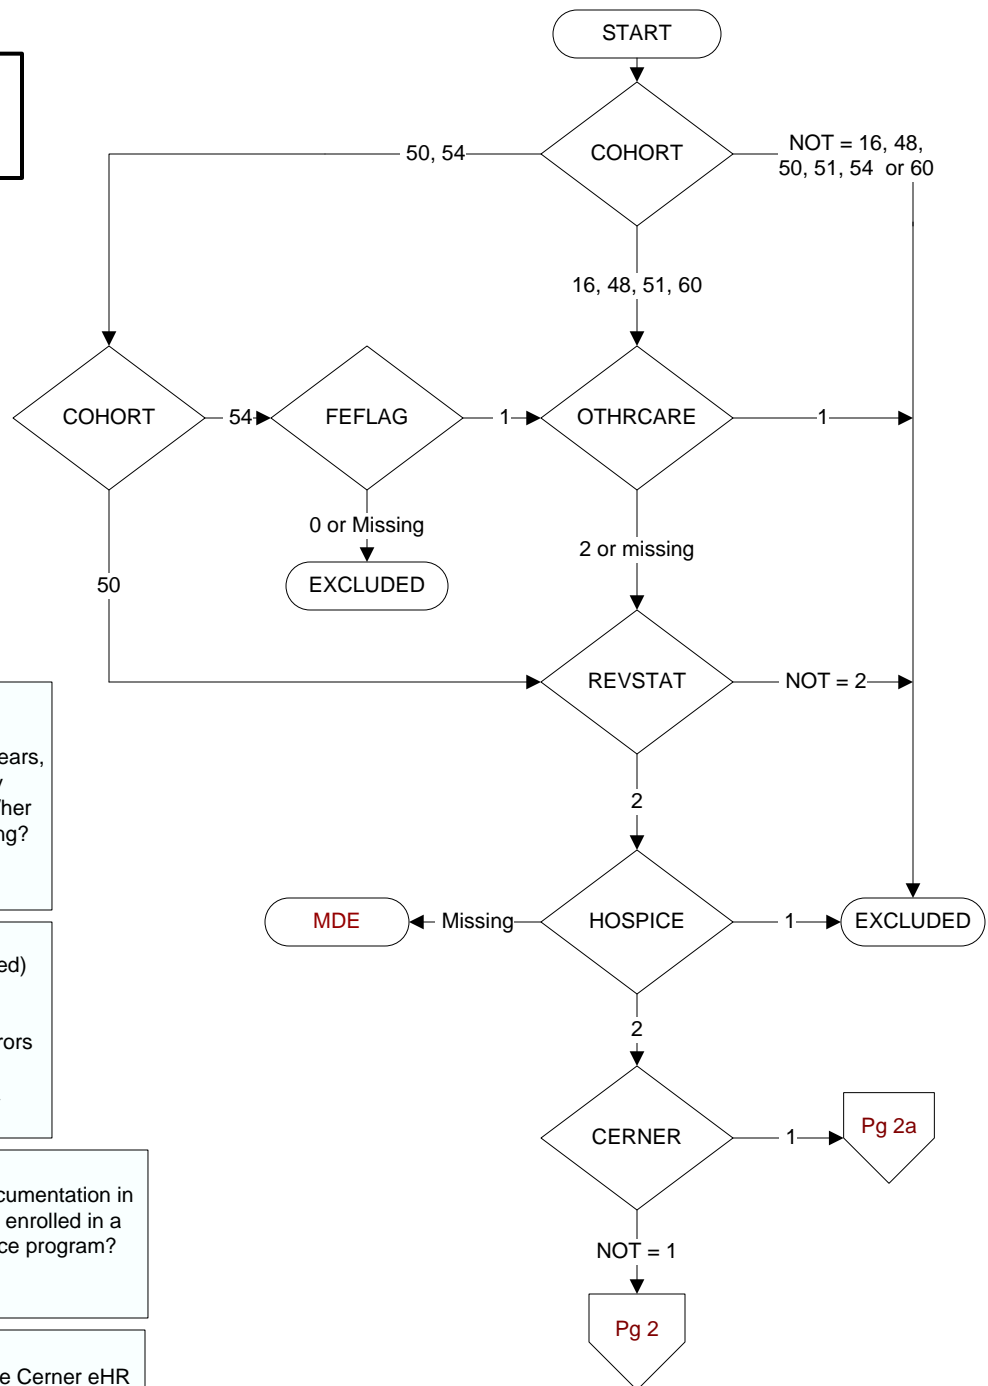 START
COHORT
50, 54
NOT = 16, 48,
50, 51, 54  or 60
16, 48, 51, 60
COHORT
54
FEFLAG
1
OTHRCARE
1
0 or Missing
2 or missing
EXCLUDED
50
REVSTAT
NOT = 2
ears,
her
ng?
2
MDE
Missing
HOSPICE
1
EXCLUDED
ed)
rors
2
CERNER
1
Pg 2a
cumentation in
enrolled in a
ce program?
NOT = 1
Pg 2
e Cerner eHR